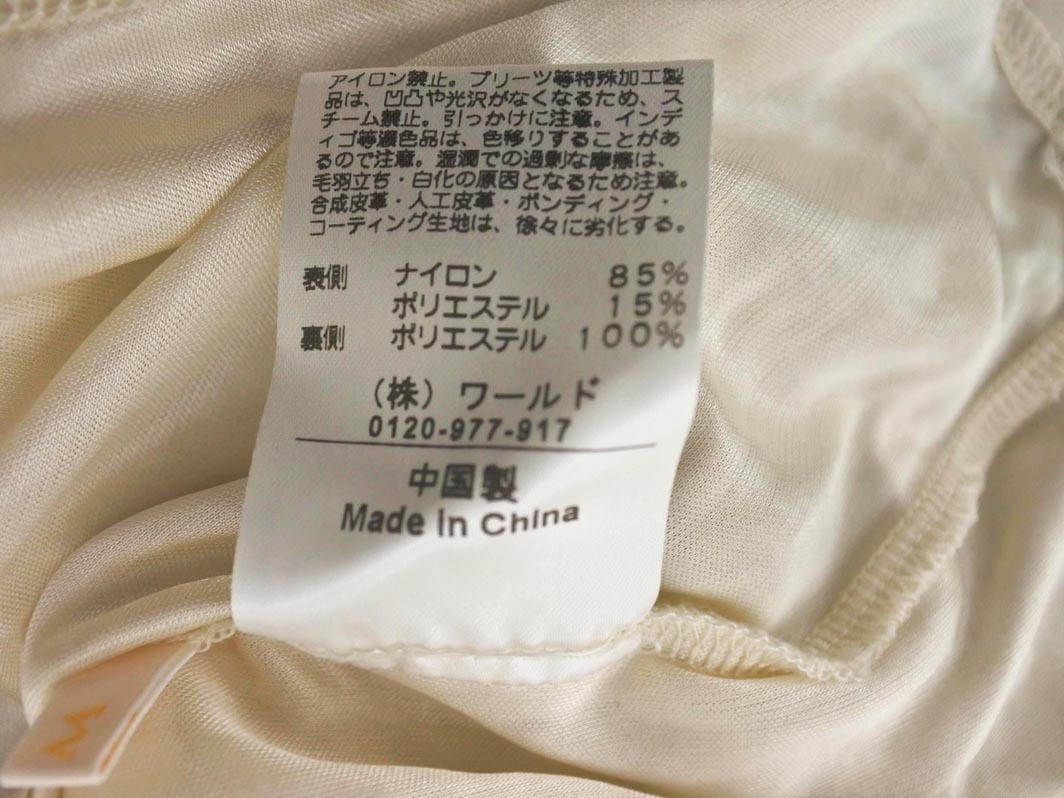 アイロン禁止。プリーツ等特殊加工製
品は、凹凸や光沢がなくなるため、ス
チーム禁止。引っかけに注意。インデ
ィゴ等濃色品は、色移りすることがあ
るので注意。湿潤での過剰な摩擦は、
毛羽立ち・白化の原因となるため注意。
合成皮革・人工皮革・ボンディング・
コーティング生地は、徐々に劣化する。
表側 ナイロン 85%
ポリエステル 15%
裏側 ポリエステル 100%
(株) ワールド
0120-977-917
中国製
Made in China
M